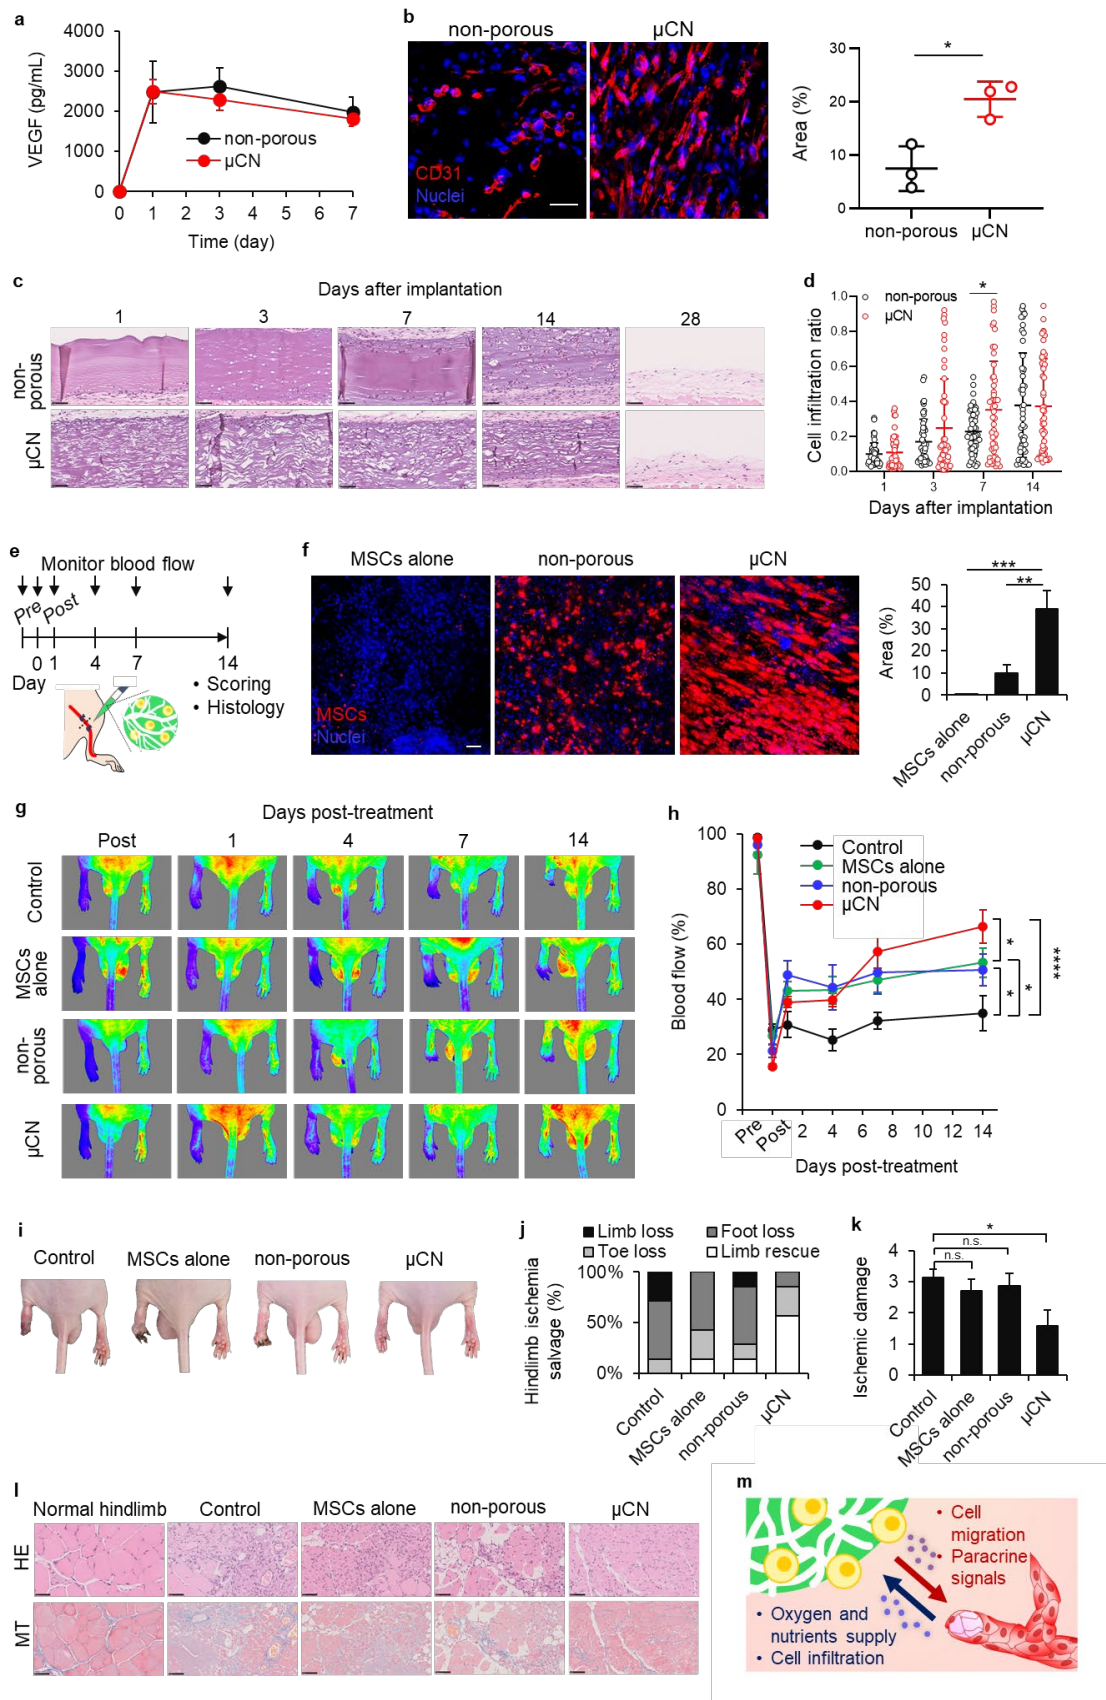 a
4000
3000
2000
1000
0
VEGF (pg/mL)
non-porous
µCN
0 1 2 3 4 5 6 7
Time (day)
b
non-porous
µCN
CD31
Nuclei
30
20
10
0
Area (%)
*
non-porous
µCN
c
Days after implantation
1
3
7
14
28
non-
porous
µCN
d
1.0
0.8
0.6
0.4
0.2
0.0
Cell infiltration ratio
non-porous
µCN
*
1 3 7 14
Days after implantation
e
Monitor blood flow
Pre
Post
0 1 4 7 14
Day
• Scoring
• Histology
f
MSCs alone
non-porous
µCN
MSCs
Nuclei
50
40
30
20
10
0
Area (%)
***
**
MSCs alone
non-porous
µCN
g
Days post-treatment
Post
1
4
7
14
Control
MSCs
alone
non-
porous
µCN
h
100
80
60
40
20
0
Blood flow (%)
Control
MSCs alone
non-porous
µCN
*
*
*
****
Pre Post 2 4 6 8 10 12 14
Days post-treatment
i
Control
MSCs alone
non-porous
µCN
j
Limb loss
Foot loss
Toe loss
Limb rescue
100%
50%
0%
Hindlimb ischemia
salvage (%)
Control
MSCs alone
non-porous
µCN
k
*
n.s.
n.s.
4
3
2
1
0
Ischemic damage
Control
MSCs alone
non-porous
µCN
l
Normal hindlimb
Control
MSCs alone
non-porous
µCN
HE
MT
m
• Cell
migration
• Paracrine
signals
• Oxygen and
nutrients supply
• Cell infiltration